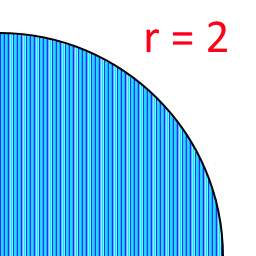 r = 2